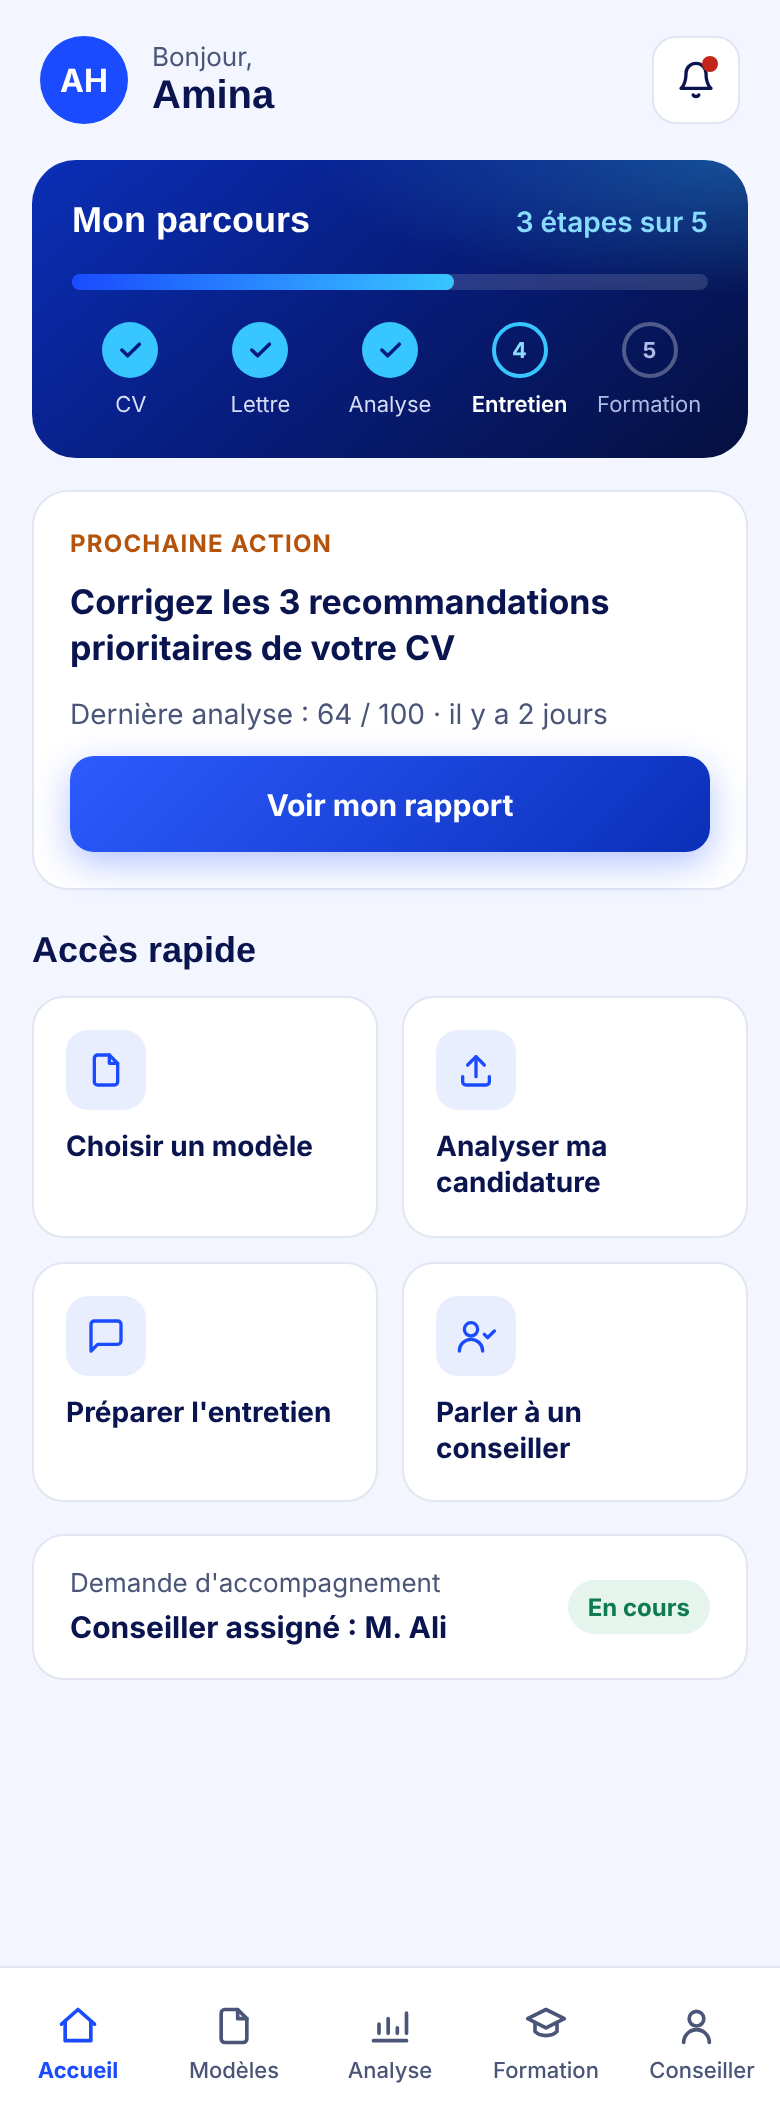 AH
Bonjour,
Amina
Mon parcours
3 étapes sur 5
4
5
CV
Lettre
Analyse
Entretien
Formation
PROCHAINE ACTION
Corrigez les 3 recommandations
prioritaires de votre CV
Dernière analyse : 64 / 100 · il y a 2 jours
Voir mon rapport
Accès rapide
Choisir un modèle
Analyser ma
candidature
Préparer l'entretien
Parler à un
conseiller
Demande d'accompagnement
Conseiller assigné : M. Ali
En cours
Accueil
Modèles
Analyse
Formation
Conseiller